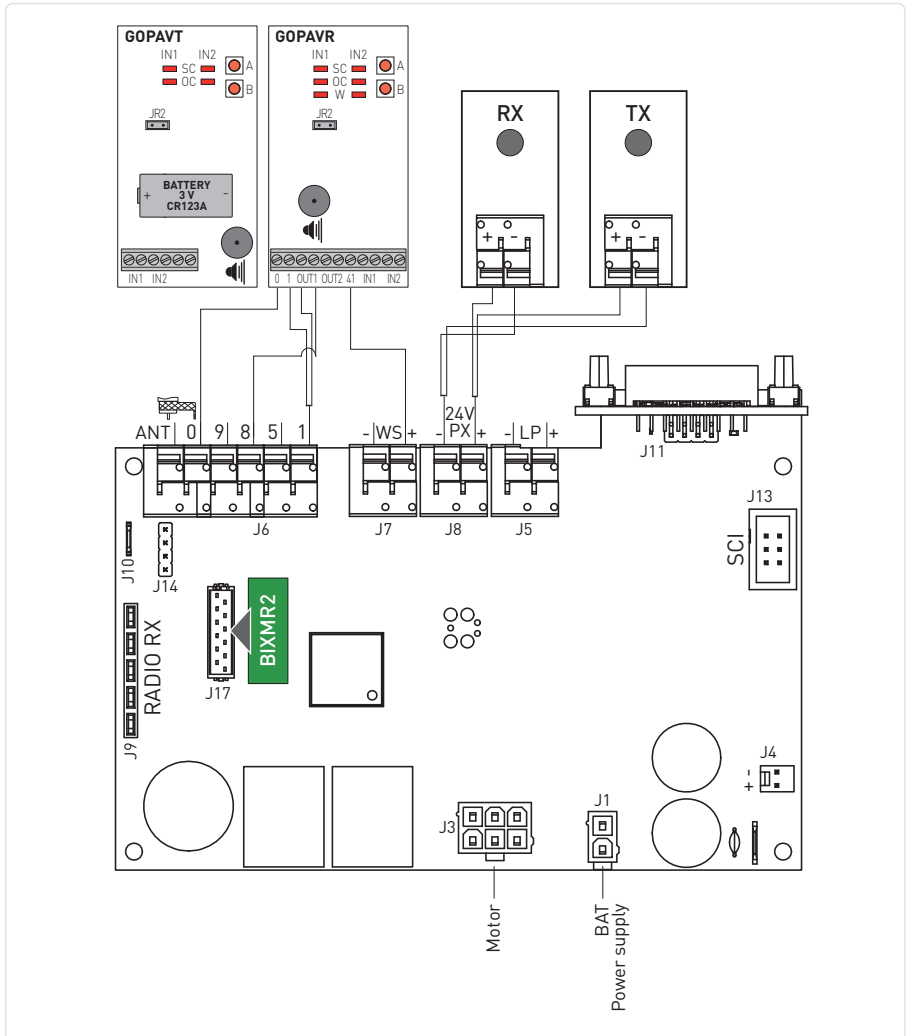 GOPAVT
IN1 IN2
SC
OC
A
B
JR2
BATTERY
3 V
CR123A
+ -
IN1 IN2
GOPAVR
IN1 IN2
SC
OC
W
A
B
JR2
0 1 OUT1 OUT2 41 IN1 IN2
RX
+ -
TX
+ -
ANT 0 9 8 5 1
- WS +
24V
- PX +
- LP +
J6
J7
J8
J5
J11
J13
SCI
J10
J14
J17
BIXMR2
RADIO RX
J9
J3
J1
J4
+ -
Motor
BAT
Power supply